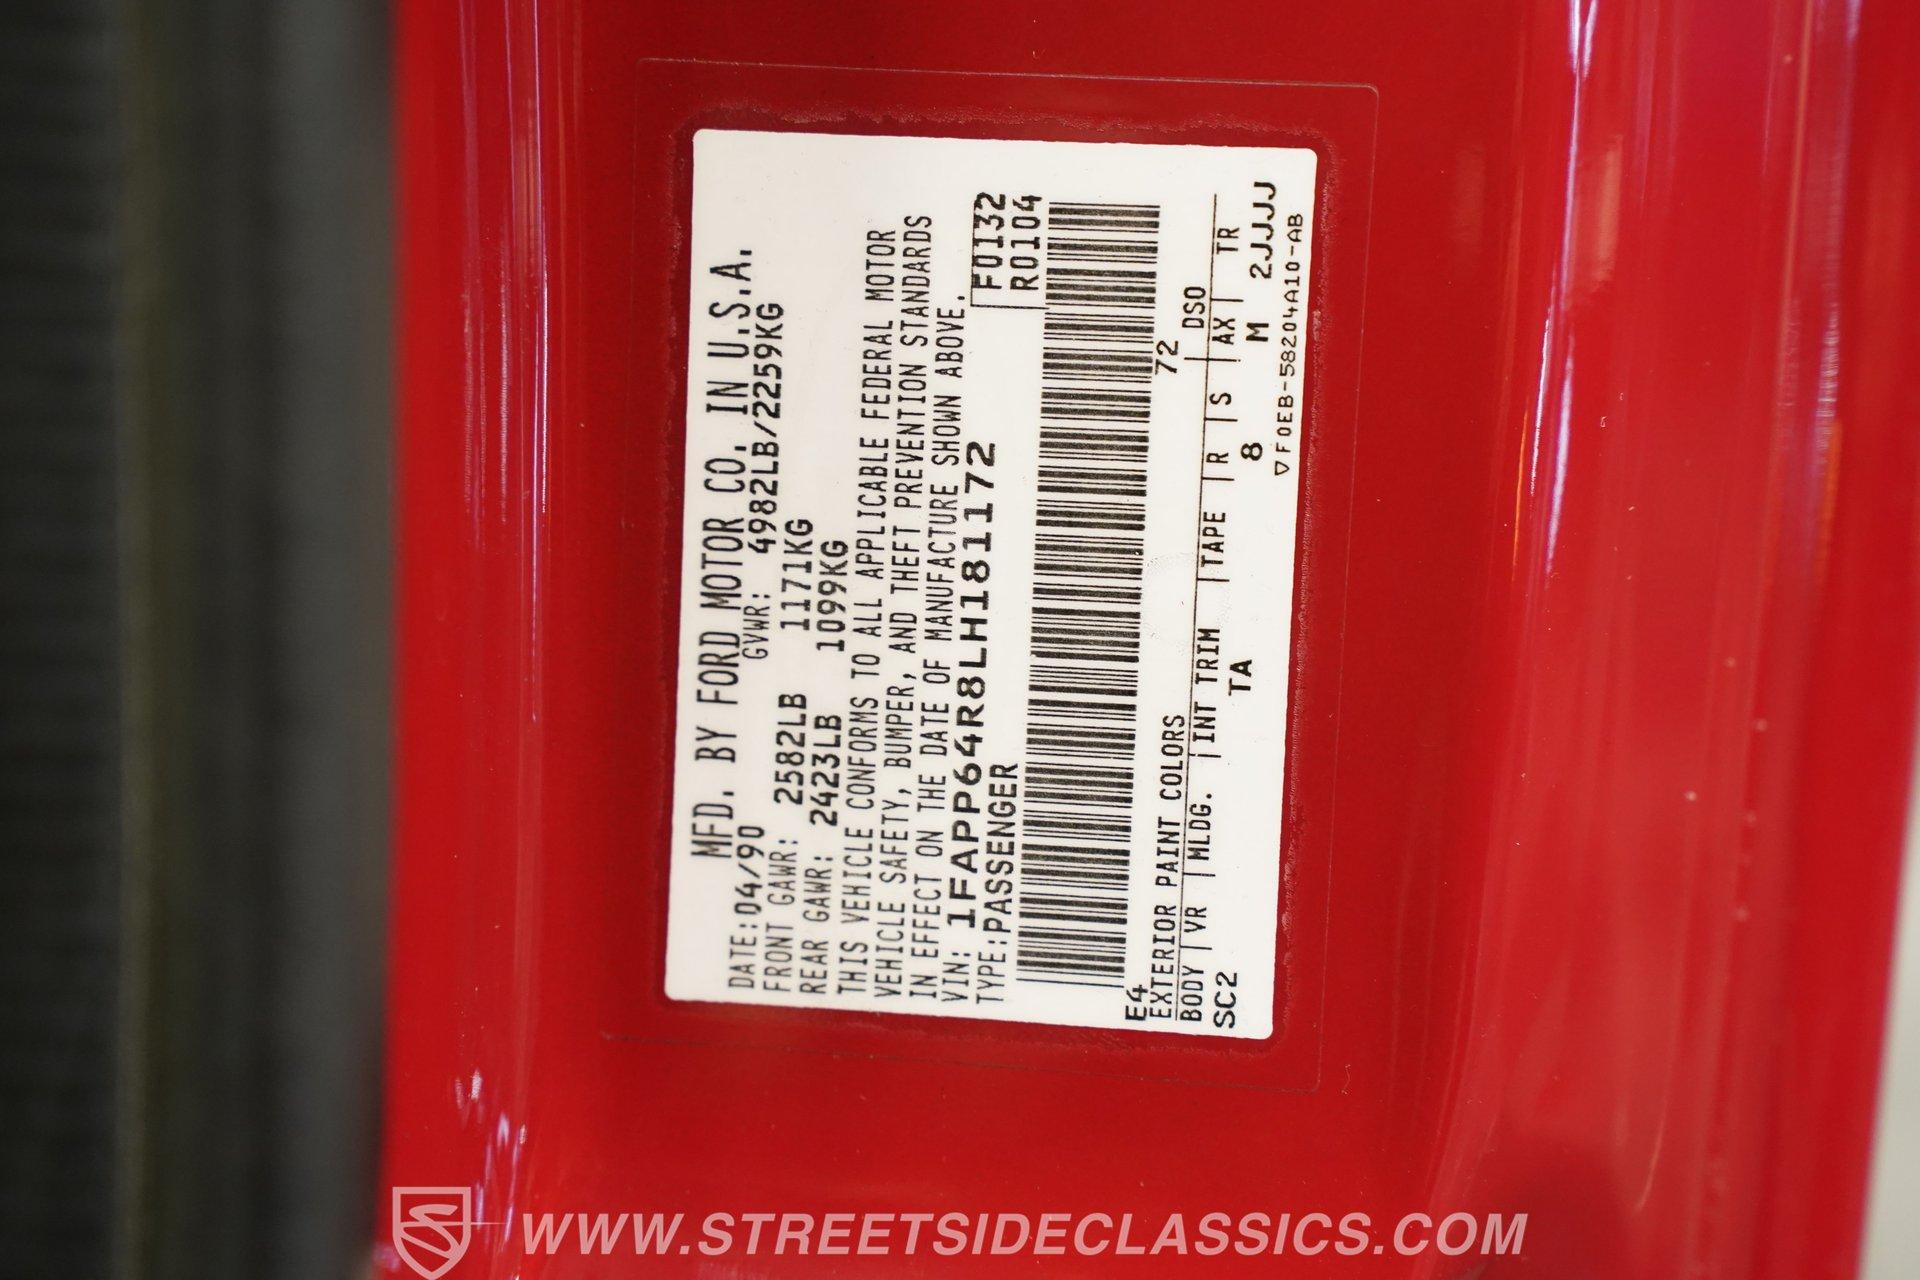 MFD. BY FORD MOTOR CO. IN U.S.A.
DATE:04/90 GVWR: 4982LB/2259KG
FRONT GAWR: 2582LB 1171KG
REAR GAWR: 2423LB 1099KG
THIS VEHICLE CONFORMS TO ALL APPLICABLE FEDERAL MOTOR
VEHICLE SAFETY, BUMPER, AND THEFT PREVENTION STANDARDS
IN EFFECT ON THE DATE OF MANUFACTURE SHOWN ABOVE.
VIN: 1FAPP64R8LH181172 F0132
TYPE:PASSENGER R0104
E4 72
EXTERIOR PAINT COLORS DSO
BODY VR MLDG. INT TRIM TAPE R S AX TR
SC2 TA 8 M 2JJJJ
▽F0EB-58204A10-AB
WWW.STREETSIDECLASSICS.COM